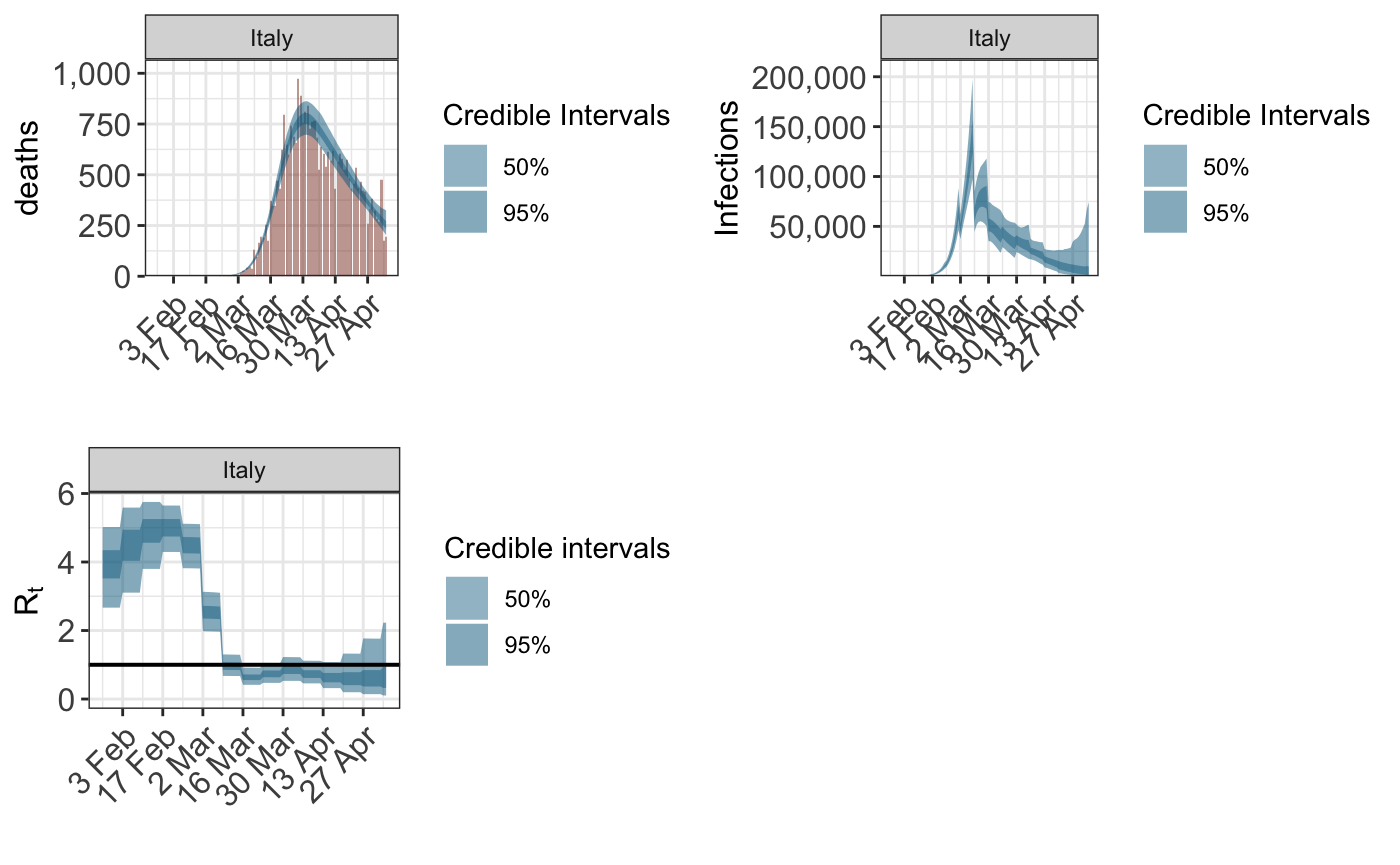 Italy
1,000
750
500
250
0
deaths
3 Feb
17 Feb
2 Mar
16 Mar
30 Mar
13 Apr
27 Apr
Credible Intervals
50%
95%
Italy
200,000
150,000
100,000
50,000
Infections
3 Feb
17 Feb
2 Mar
16 Mar
30 Mar
13 Apr
27 Apr
Credible Intervals
50%
95%
Italy
6
4
2
0
Rt
3 Feb
17 Feb
2 Mar
16 Mar
30 Mar
13 Apr
27 Apr
Credible intervals
50%
95%